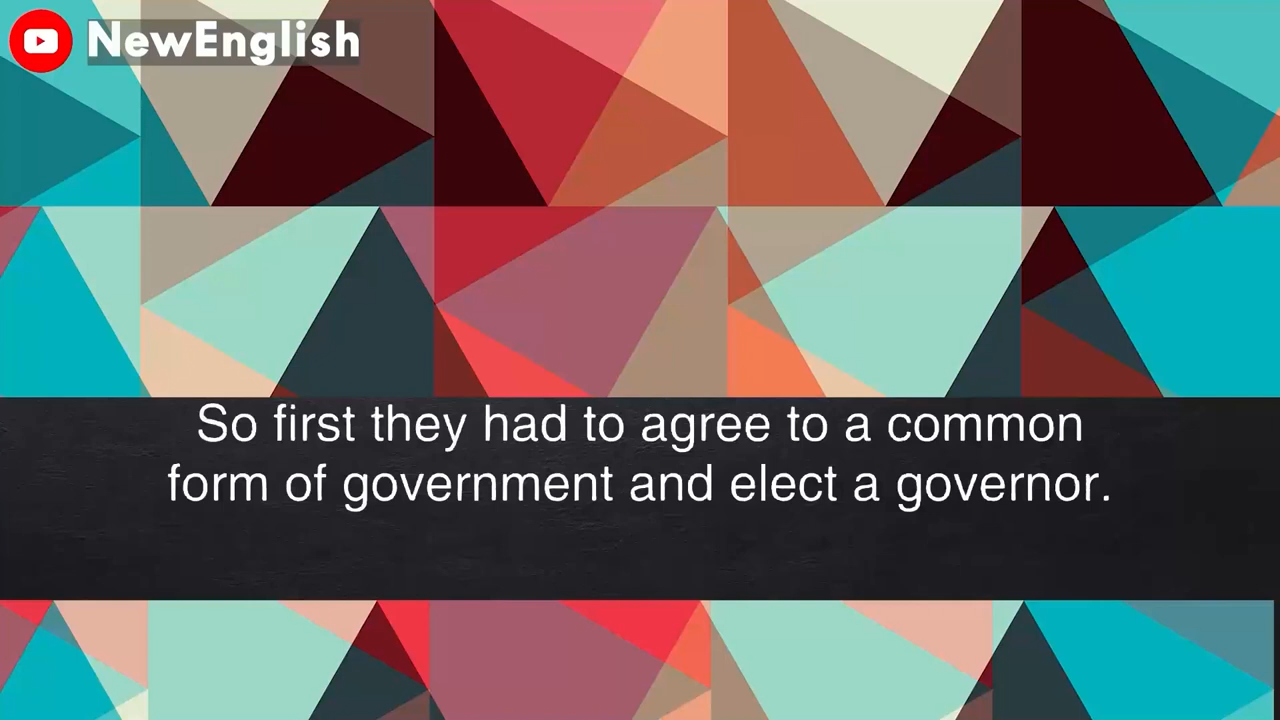 NewEnglish
So first they had to agree to a common
form of government and elect a governor.